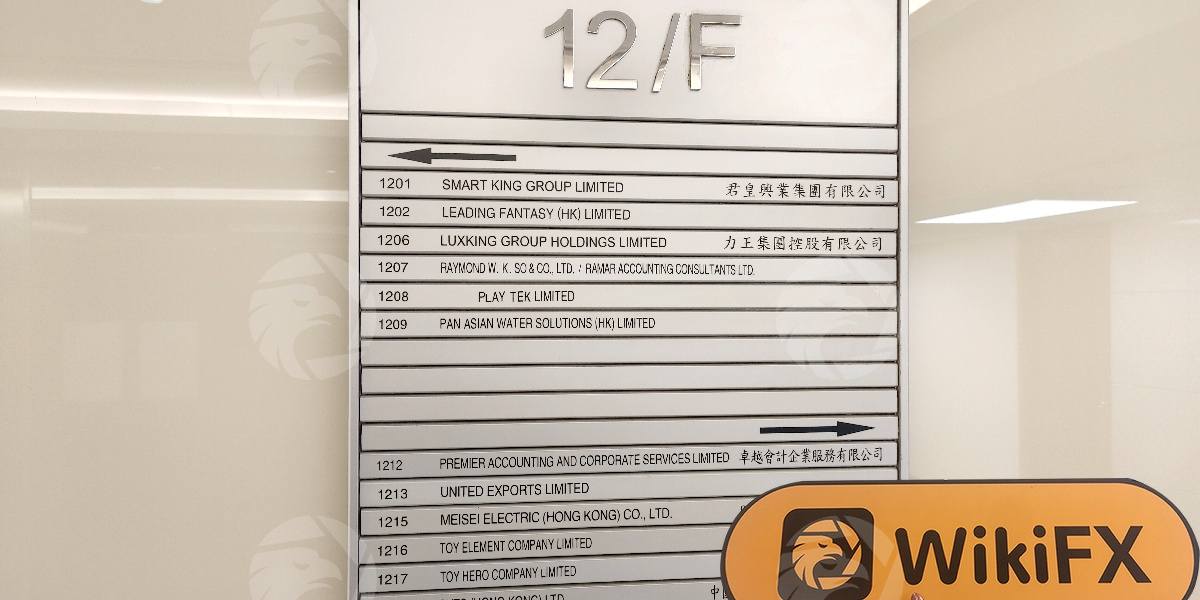 12/F
1201 SMART KING GROUP LIMITED 君皇興業集團有限公司
1202 LEADING FANTASY (HK) LIMITED
1206 LUXKING GROUP HOLDINGS LIMITED 力王集團控股有限公司
1207 RAYMOND W. K. SO & CO., LTD. / RAMAR ACCOUNTING CONSULTANTS LTD.
1208 PLAY TEK LIMITED
1209 PAN ASIAN WATER SOLUTIONS (HK) LIMITED
1212 PREMIER ACCOUNTING AND CORPORATE SERVICES LIMITED 卓越會計企業服務有限公司
1213 UNITED EXPORTS LIMITED
1215 MEISEI ELECTRIC (HONG KONG) CO., LTD.
1216 TOY ELEMENT COMPANY LIMITED
1217 TOY HERO COMPANY LIMITED
(HONG KONG) LTD 中
WikiFX